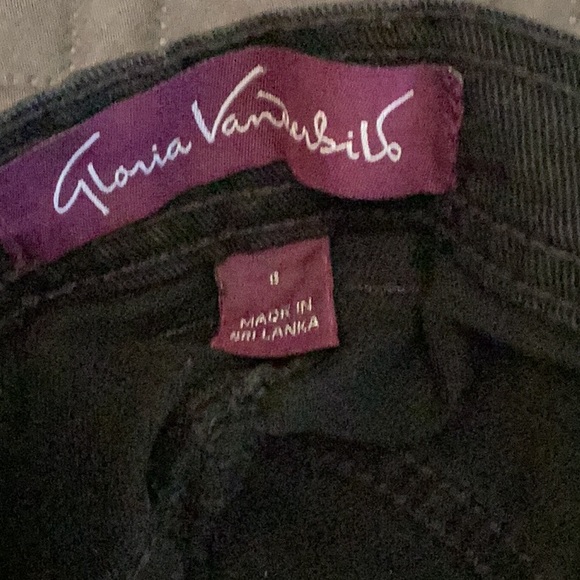 Gloria Vanderbilt
8
MADE IN
SRI LANKA